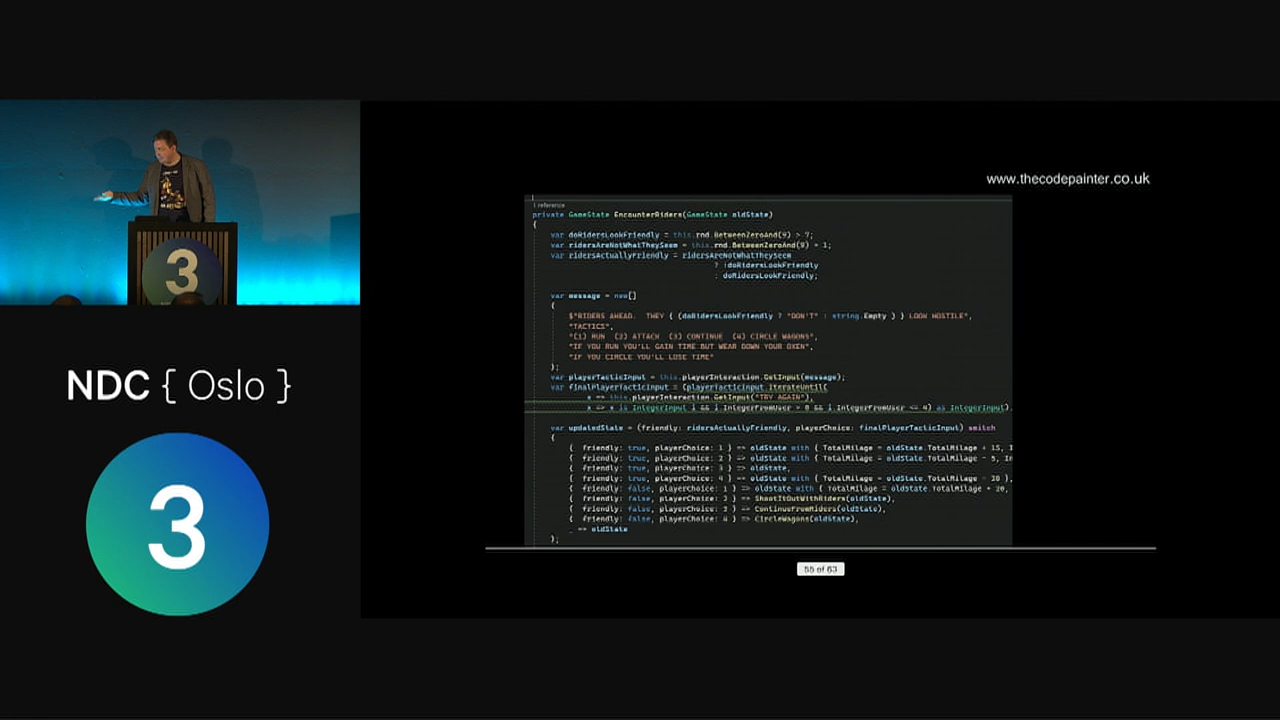 www.thecodepainter.co.uk
1 reference
private GameState EncounterRiders(GameState oldState)
{
var doRidersLookFriendly = this.rnd.BetweenZeroAnd(9) > 7;
var ridersAreNotWhatTheySeem = this.rnd.BetweenZeroAnd(9) > 1;
var ridersActuallyFriendly = ridersAreNotWhatTheySeem
? !doRidersLookFriendly
: doRidersLookFriendly;
var message = new[]
{
$"RIDERS AHEAD. THEY { (doRidersLookFriendly ? "DON'T" : string.Empty ) } LOOK HOSTILE",
"TACTICS",
"(1) RUN (2) ATTACK (3) CONTINUE (4) CIRCLE WAGONS",
"IF YOU RUN YOU'LL GAIN TIME BUT WEAR DOWN YOUR OXEN",
"IF YOU CIRCLE YOU'LL LOSE TIME"
};
var playerTacticInput = this.playerInteraction.GetInput(message);
var finalPlayerTacticInput = (playerTacticInput.IterateUntil(
x => this.playerInteraction.GetInput("TRY AGAIN"),
x => x is IntegerInput i && i.IntegerFromUser > 0 && i.IntegerFromUser <= 4) as IntegerInput)
var updatedState = (friendly: ridersActuallyFriendly, playerChoice: finalPlayerTacticInput) switch
{
{ friendly: true, playerChoice: 1 } => oldState with { TotalMilage = oldState.TotalMilage + 15,
{ friendly: true, playerChoice: 2 } => oldState with { TotalMilage = oldState.TotalMilage - 5,
{ friendly: true, playerChoice: 3 } => oldState,
{ friendly: true, playerChoice: 4 } => oldState with { TotalMilage = oldState.TotalMilage - 20 },
{ friendly: false, playerChoice: 1 } => oldState with { TotalMilage = oldState.TotalMilage + 20,
{ friendly: false, playerChoice: 2 } => ShootItOutWithRiders(oldState),
{ friendly: false, playerChoice: 3 } => ContinueFromRiders(oldState),
{ friendly: false, playerChoice: 4 } => CircleWagons(oldState),
_ => oldState
};
55 of 63
3
NDC { Oslo }
3